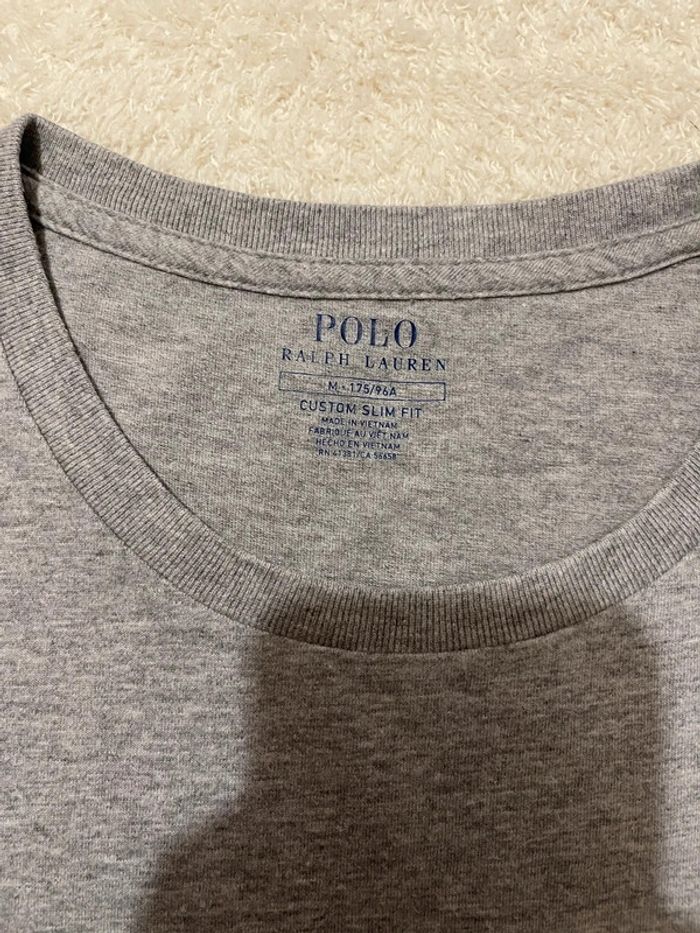 POLO
RALPH LAUREN
M • 175/96A
CUSTOM SLIM FIT
MADE IN VIETNAM
FABRIQUÉ AU VIÊT NAM
HECHO EN VIETNAM
RN 41381/CA 56658